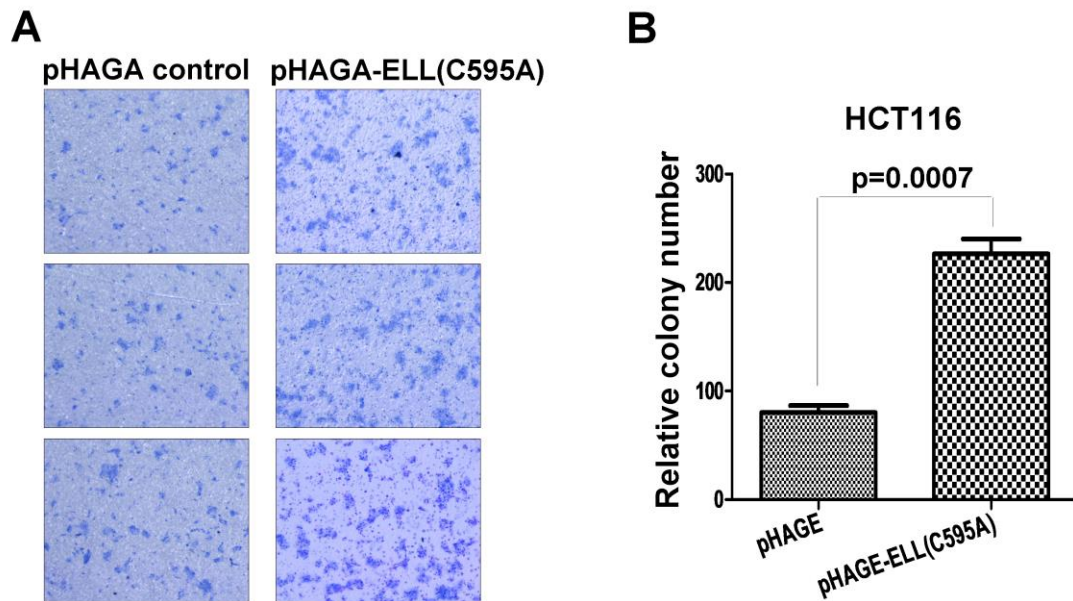 A
pHAGA control
pHAGA-ELL(C595A)
B
HCT116
p=0.0007
Relative colony number
300
200
100
0
pHAGE
pHAGE-ELL(C595A)